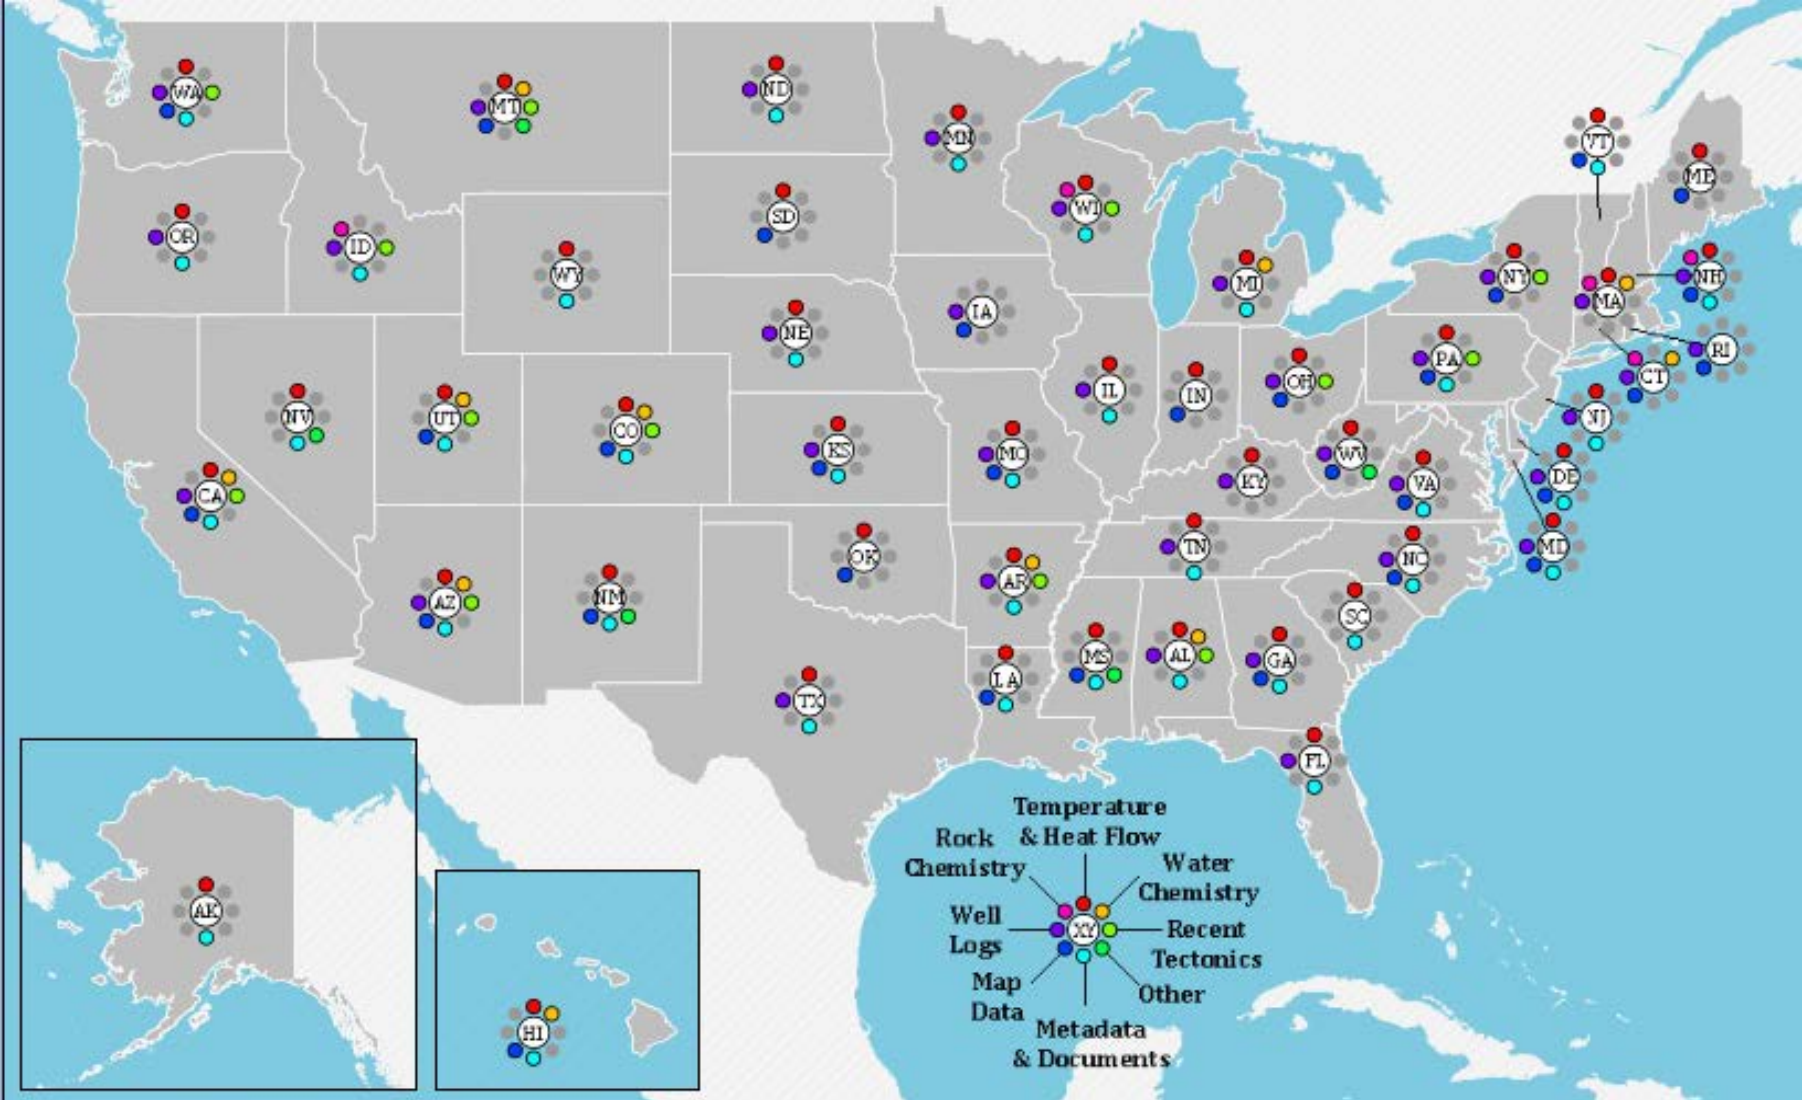 WA
MT
ND
MN
VT
ME
OR
ID
WY
SD
WI
MI
NY
MA
NH
NE
IA
IL
IN
OH
PA
RI
CT
NJ
NV
UT
CO
KS
MO
KY
WV
VA
DE
MD
CA
AZ
NM
OK
AR
TN
NC
SC
TX
LA
MS
AL
GA
FL
AK
HI
Temperature
& Heat Flow
Rock
Chemistry
Water
Chemistry
Well
Logs
XY
Recent
Tectonics
Map
Data
Other
Metadata
& Documents